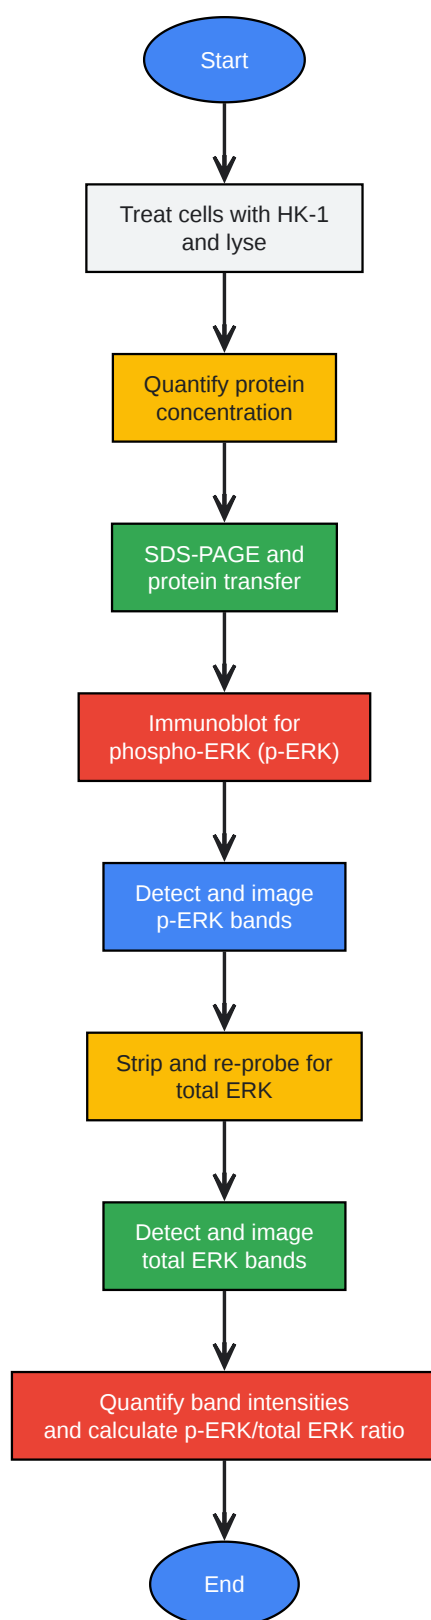 Start
Treat cells with HK-1
and lyse
Quantify protein
concentration
SDS-PAGE and
protein transfer
Immunoblot for
phospho-ERK (p-ERK)
Detect and image
p-ERK bands
Strip and re-probe for
total ERK
Detect and image
total ERK bands
Quantify band intensities
and calculate p-ERK/total ERK ratio
End